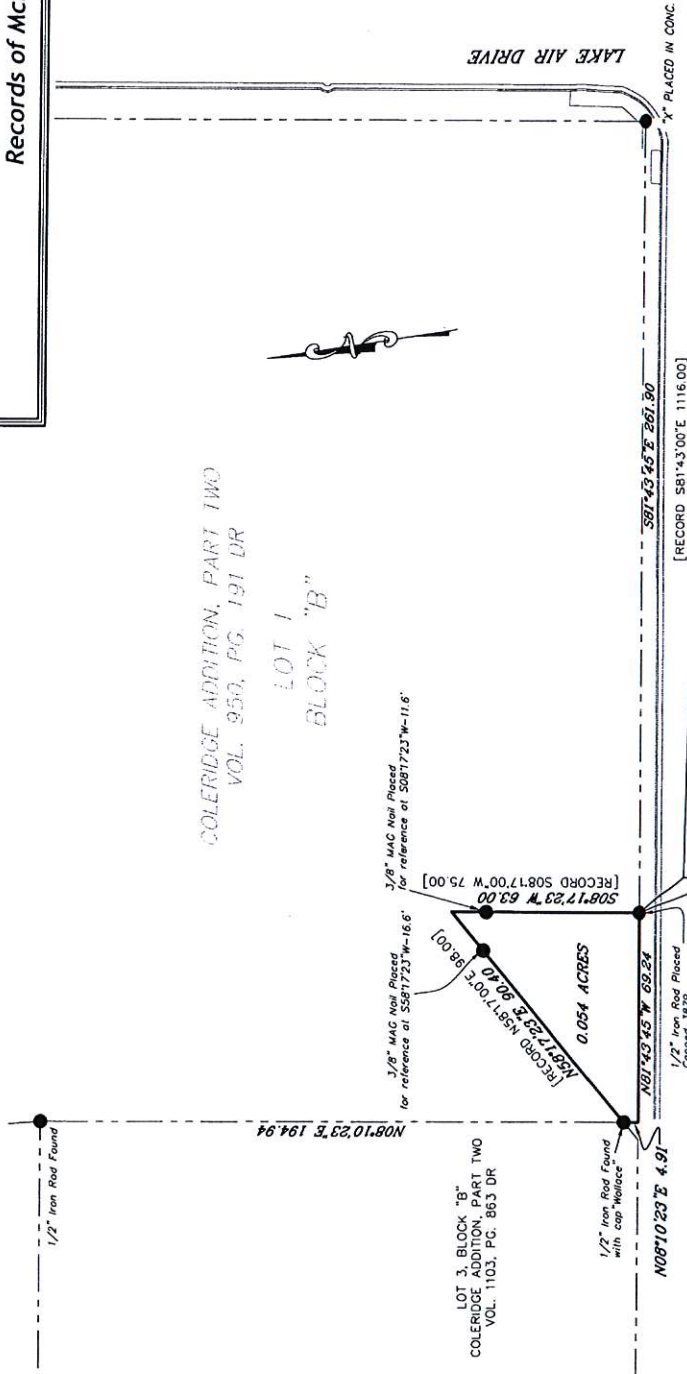 Records of Mc
LAKE AIR DRIVE
"X" PLACED IN CONC.
N
COLERIDGE ADDITION, PART TWO
VOL. 950, PG. 191 DR
LOT 1
BLOCK "B"
1/2" Iron Rod Found
N08°10'23"E 194.94
3/8" MAG Nail Placed
for reference at S58°17'23"W-16.6'
3/8" MAG Nail Placed
for reference at S08°17'23"W-11.6'
[RECORD N58°17'00"E 98.00]
N58°17'23"E 90.40
S08°17'23"W 63.00
[RECORD S08°17'00"W 75.00]
0.054 ACRES
LOT 3, BLOCK "B"
COLERIDGE ADDITION, PART TWO
VOL. 1103, PG. 863 DR
1/2" Iron Rod Found
with cap "Wallace"
N08°10'23"E 4.91
N81°43'45"W 69.24
1/2" Iron Rod Placed
S81°43'45"E 261.90
[RECORD S81°43'00"E 1116.00]